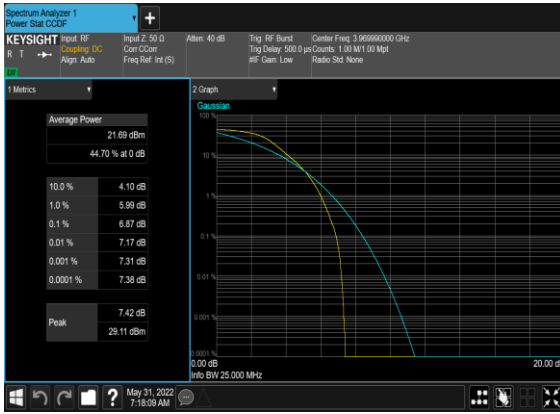 Spectrum Analyzer 1
Power Stat CCDF
KEYSIGHT
R T
LV
Input: RF
Coupling: DC
Align: Auto
Input Z: 50 Ω
Corr CCorr
Freq Ref: Int (S)
Atten: 40 dB
Trig: RF Burst
Trig Delay: 500.0 µs
#IF Gain: Low
Center Freq: 3.969990000 GHz
Counts: 1.00 M/1.00 Mpt
Radio Std: None
1 Metrics
Average Power
21.69 dBm
44.70 % at 0 dB
10.0 % 4.10 dB
1.0 % 5.99 dB
0.1 % 6.87 dB
0.01 % 7.17 dB
0.001 % 7.31 dB
0.0001 % 7.38 dB
Peak
7.42 dB
29.11 dBm
2 Graph
Gaussian
100 %
10 %
1 %
0.1 %
0.01 %
0.001 %
0.0001 %
0.00 dB
20.00 d
Info BW 25.000 MHz
May 31, 2022
7:18:09 AM